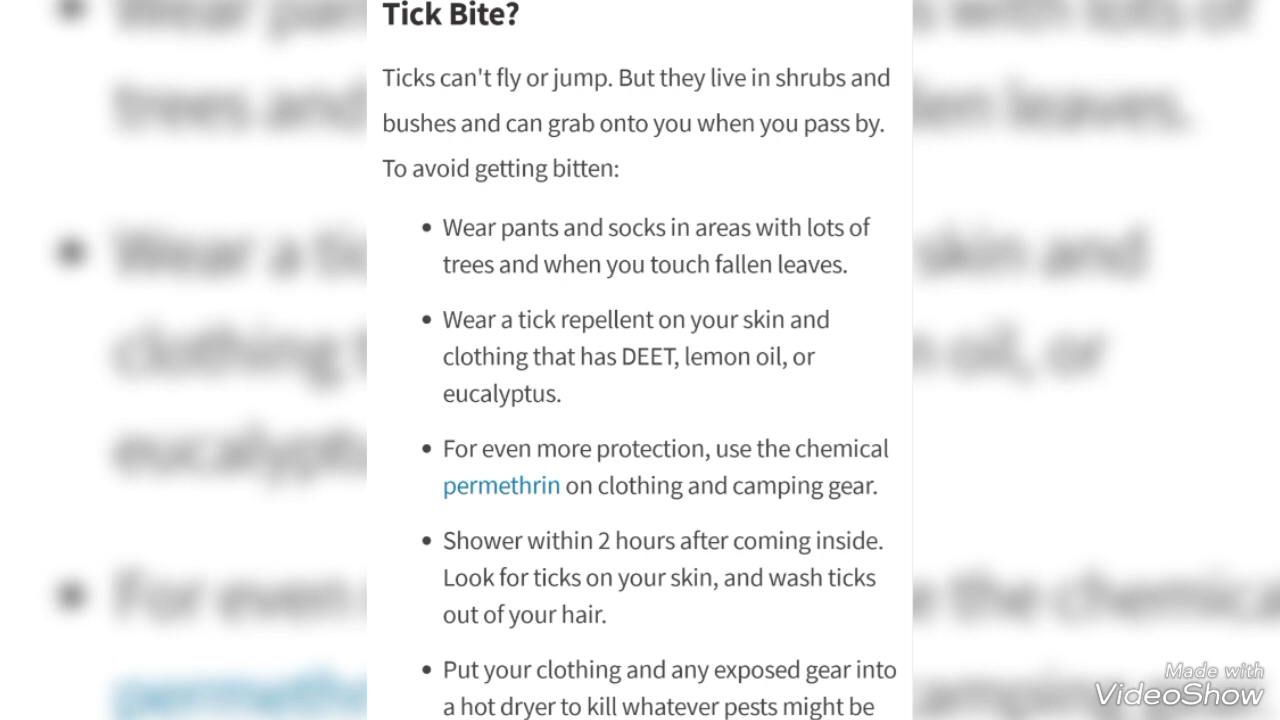 Tick Bite?
Ticks can't fly or jump. But they live in shrubs and
bushes and can grab onto you when you pass by.
To avoid getting bitten:
• Wear pants and socks in areas with lots of
trees and when you touch fallen leaves.
• Wear a tick repellent on your skin and
clothing that has DEET, lemon oil, or
eucalyptus.
• For even more protection, use the chemical
permethrin on clothing and camping gear.
• Shower within 2 hours after coming inside.
Look for ticks on your skin, and wash ticks
out of your hair.
• Put your clothing and any exposed gear into
a hot dryer to kill whatever pests might be
Made with
VideoShow